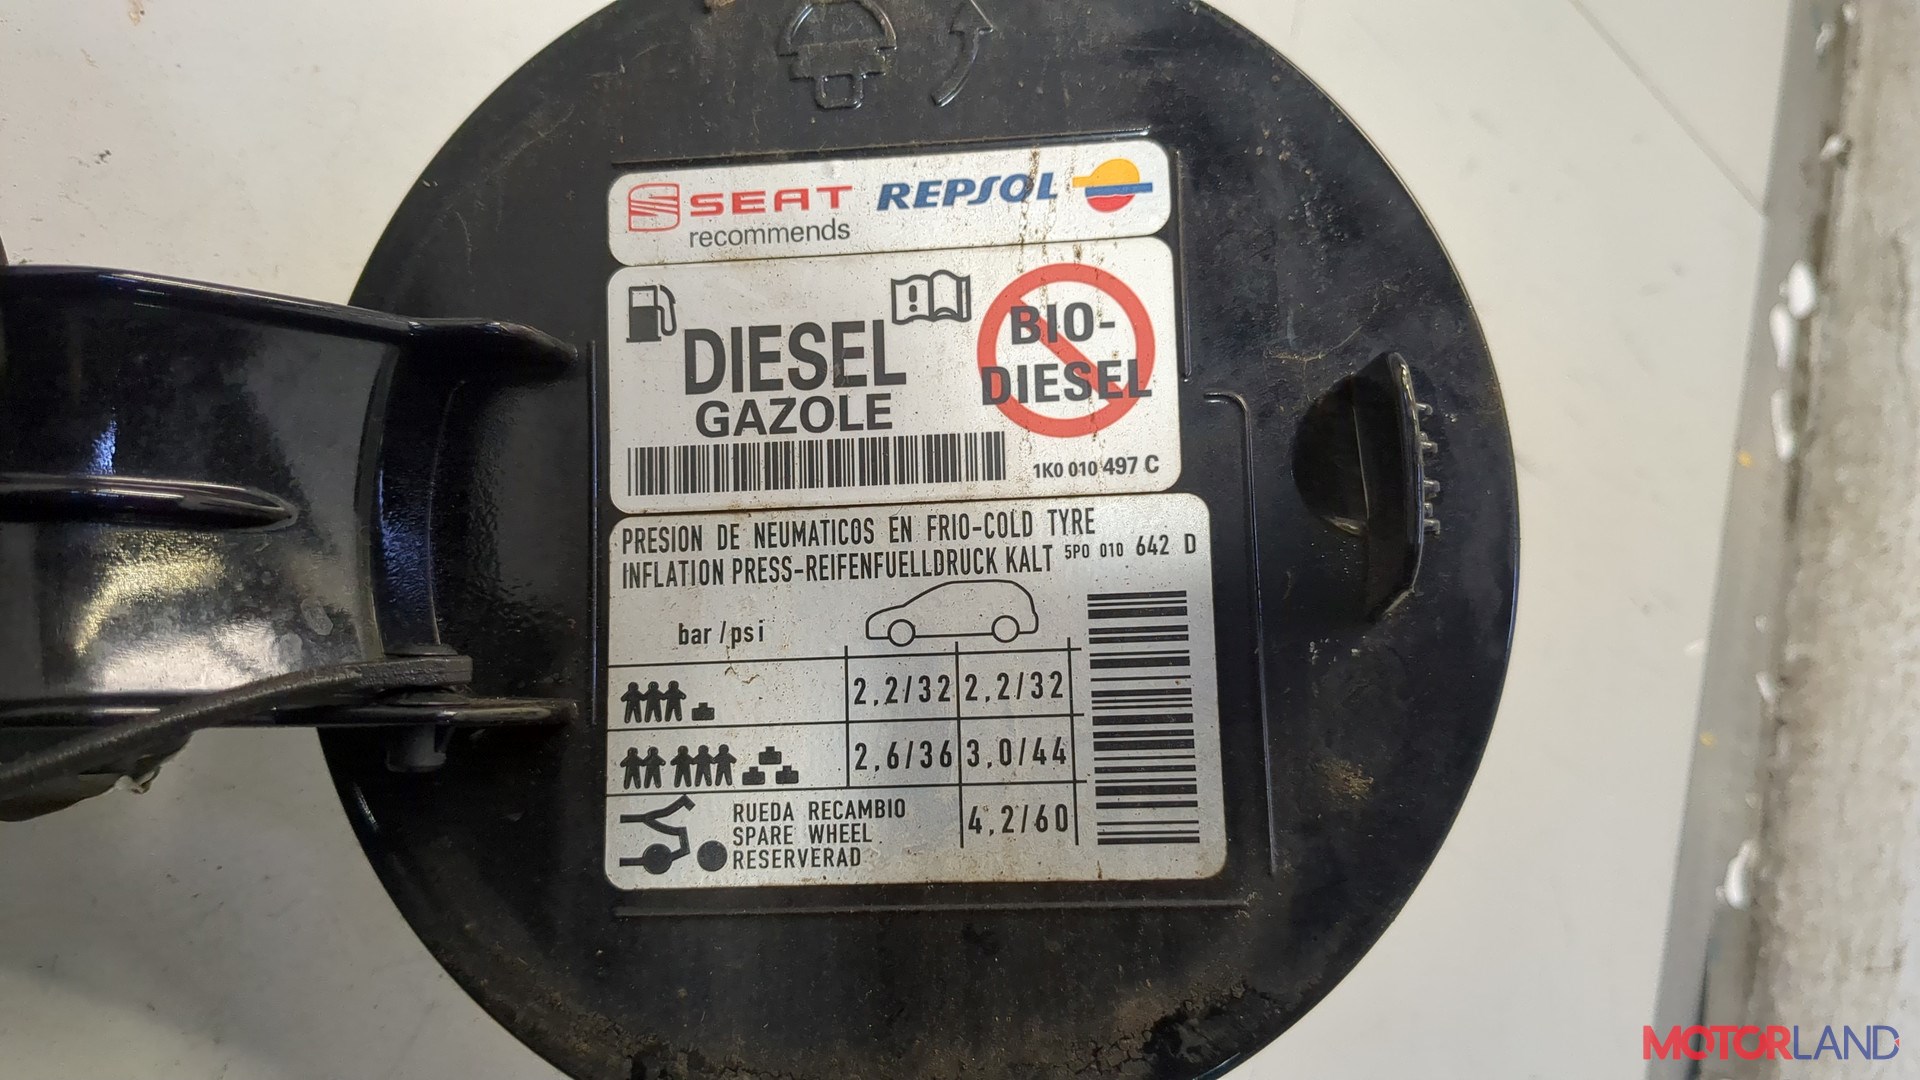 SEAT REPSOL
recommends
DIESEL
GAZOLE
BIO-
DIESEL
1K0 010 497 C
PRESION DE NEUMATICOS EN FRIO-COLD TYRE
INFLATION PRESS-REIFENFUELLDRUCK KALT 5P0 010 642 D
bar/psi
2,2/32 2,2/32
2,6/36 3,0/44
RUEDA RECAMBIO
SPARE WHEEL
RESERVERAD
4,2/60
MOTORLAND